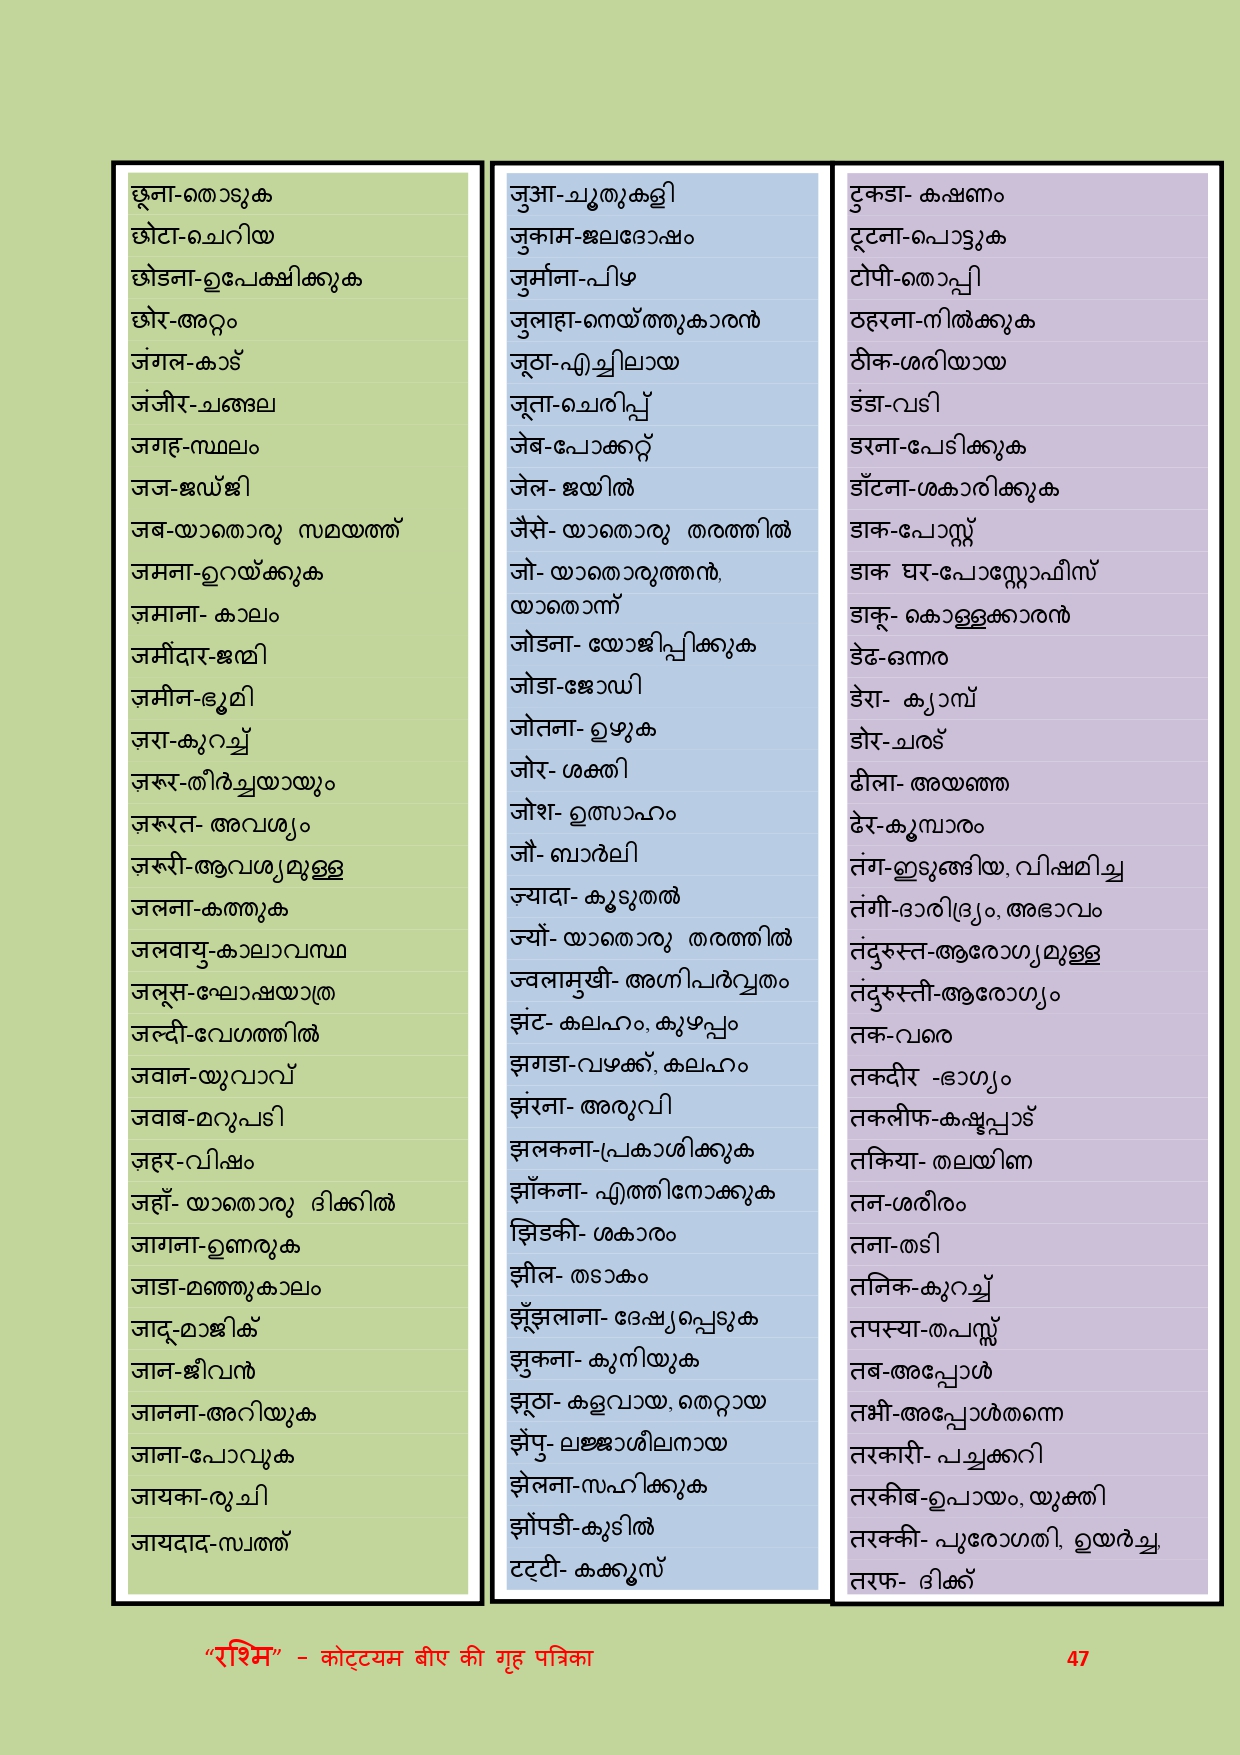 छूना-തൊടുക
छोटा-ചെറിയ
छोडना-ഉപേക്ഷിക്കുക
छोर-അറ്റം
जंगल-കാട്
जंजीर-ചങ്ങല
जगह-സ്ഥലം
जज-ജഡ്ജി
जब-യാതൊരു സമയത്ത്
जमना-ഉറയ്ക്കുക
ज़माना- കാലം
जमींदार-ജന്മി
ज़मीन-ഭൂമി
ज़रा-കുറച്ച്
ज़रूर-തീർച്ചയായും
ज़रूरत- അവശ്യം
ज़रूरी-ആവശ്യമുള്ള
जलना-കത്തുക
जलवायु-കാലാവസ്ഥ
जलूस-ഘോഷയാത്ര
जल्दी-വേഗത്തിൽ
जवान-യുവാവ്
जवाब-മറുപടി
ज़हर-വിഷം
जहाँ- യാതൊരു ദിക്കിൽ
जागना-ഉണരുക
जाडा-മഞ്ഞുകാലം
जादू-മാജിക്
जान-ജീവൻ
जानना-അറിയുക
जाना-പോവുക
जायका-രുചി
जायदाद-സ്വത്ത്
जुआ-ചൂതുകളി
जुकाम-ജലദോഷം
जुर्माना-പിഴ
जुलाहा-നെയ്ത്തുകാരൻ
जूठा-എച്ചിലായ
जूता-ചെരിപ്പ്
जेब-പോക്കറ്റ്
जेल- ജയിൽ
जैसे- യാതൊരു തരത്തിൽ
जो- യാതൊരുത്തൻ,
യാതൊന്ന്
जोडना- യോജിപ്പിക്കുക
जोडा-ജോഡി
जोतना- ഉഴുക
जोर- ശക്തി
जोश- ഉത്സാഹം
जौ- ബാർലി
ज़्यादा- കൂടുതൽ
ज्यों- യാതൊരു തരത്തിൽ
ज्वलामुखी- അഗ്നിപർവ്വതം
झंट- കലഹം, കുഴപ്പം
झगडा-വഴക്ക്, കലഹം
झंरना- അരുവി
झलकना-പ്രകാശിക്കുക
झाँकना- എത്തിനോക്കുക
झिडकी- ശകാരം
झील- തടാകം
झूँझलाना- ദേഷ്യപ്പെടുക
झुकना- കുനിയുക
झूठा- കളവായ, തെറ്റായ
झेंपु- ലജ്ജാശീലനായ
झेलना-സഹിക്കുക
झोंपडी-കുടിൽ
टट्टी- കക്കൂസ്
टुकडा- കഷണം
टूटना-പൊട്ടുക
टोपी-തൊപ്പി
ठहरना-നിൽക്കുക
ठीक-ശരിയായ
डंडा-വടി
डरना-പേടിക്കുക
डाँटना-ശകാരിക്കുക
डाक-പോസ്റ്റ്
डाक घर-പോസ്റ്റോഫീസ്
डाकू- കൊള്ളക്കാരൻ
डेढ-ഒന്നര
डेरा- ക്യാമ്പ്
डोर-ചരട്
ढीला- അയഞ്ഞ
ढेर-കൂമ്പാരം
तंग-ഇടുങ്ങിയ, വിഷമിച്ച
तंगी-ദാരിദ്ര്യം, അഭാവം
तंदुरुस्त-ആരോഗ്യമുള്ള
तंदुरुस्ती-ആരോഗ്യം
तक-വരെ
तकदीर -ഭാഗ്യം
तकलीफ-കഷ്ടപ്പാട്
तकिया- തലയിണ
तन-ശരീരം
तना-തടി
तनिक-കുറച്ച്
तपस्या-തപസ്സ്
तब-അപ്പോൾ
तभी-അപ്പോൾതന്നെ
तरकारी- പച്ചക്കറി
तरकीब-ഉപായം, യുക്തി
तरक्की- പുരോഗതി, ഉയർച്ച,
तरफ- ദിക്ക്
“रश्मि” – कोट्टयम बीए की गृह पत्रिका
47